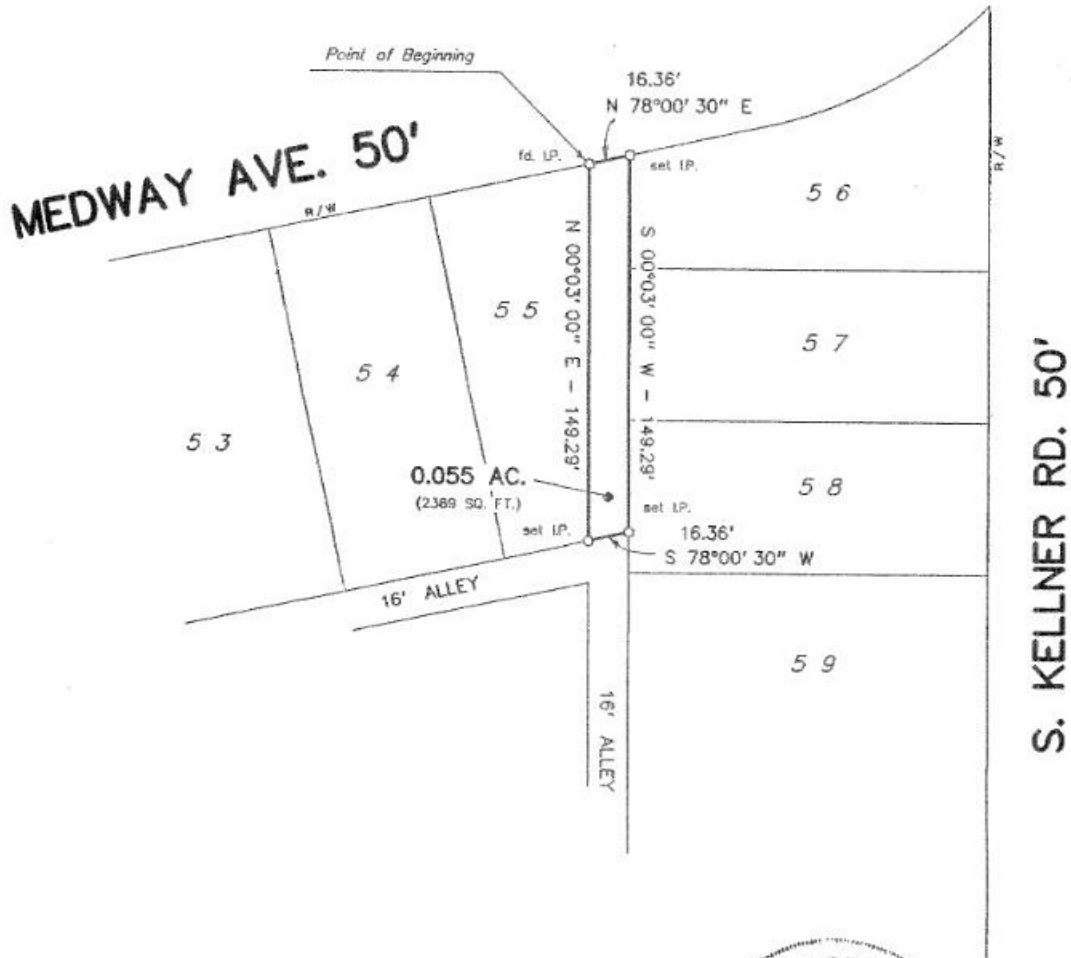 Point of Beginning
16.36'
N 78°00' 30" E
MEDWAY AVE. 50'
fd. I.P.
set I.P.
R/W
R/W
5 6
N 00°03' 00" E - 149.29'
S 00°03' 00" W - 149.29'
5 5
5 7
5 4
5 3
S. KELLNER RD. 50'
0.055 AC.
(2389 SQ. FT.)
5 8
set I.P.
set I.P.
16.36'
S 78°00' 30" W
16' ALLEY
5 9
16' ALLEY